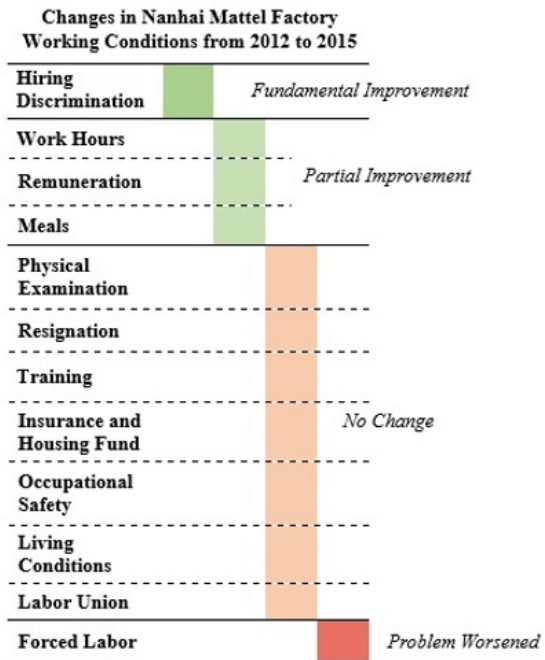 Changes in Nanhai Mattel Factory
Working Conditions from 2012 to 2015
Hiring
Discrimination
Fundamental Improvement
Work Hours
Remuneration
Partial Improvement
Meals
Physical
Examination
Resignation
Training
Insurance and
Housing Fund
No Change
Occupational
Safety
Living
Conditions
Labor Union
Forced Labor
Problem Worsened